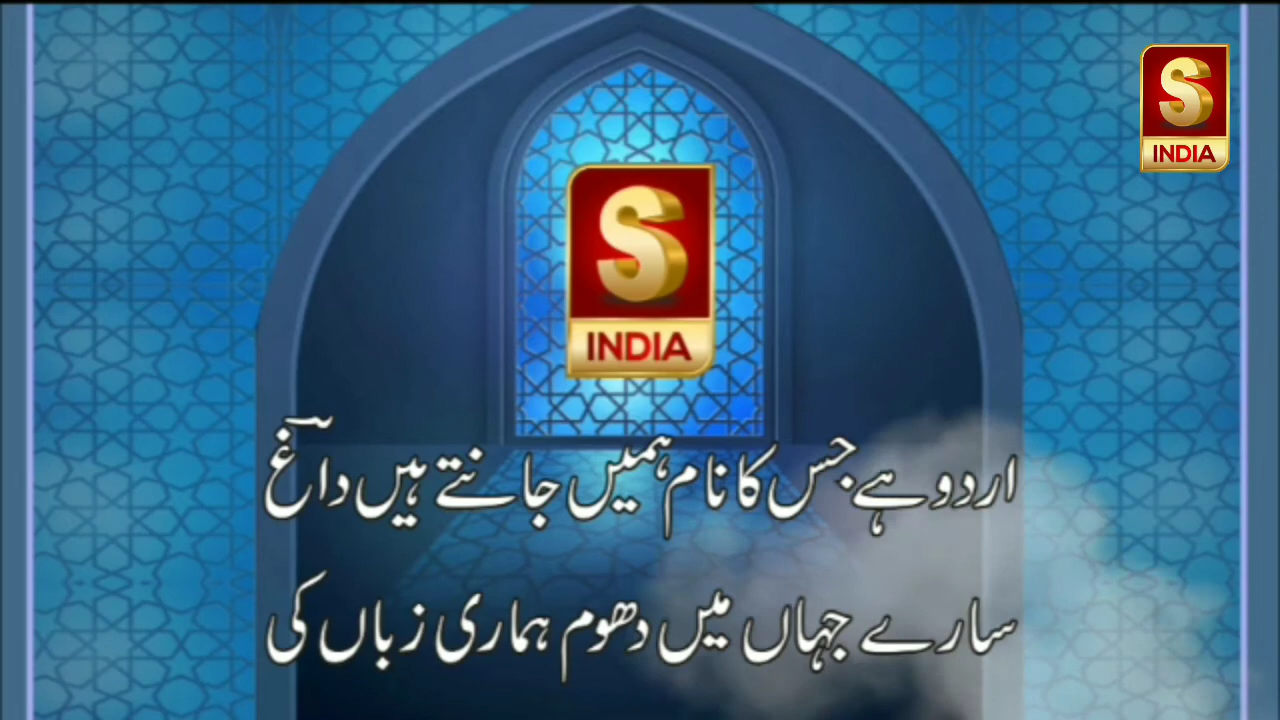 S
INDIA
S
INDIA
اردو ہے جس کا نام ہمیں جانتے ہیں داغؔ
سارے جہاں میں دھوم ہماری زباں کی